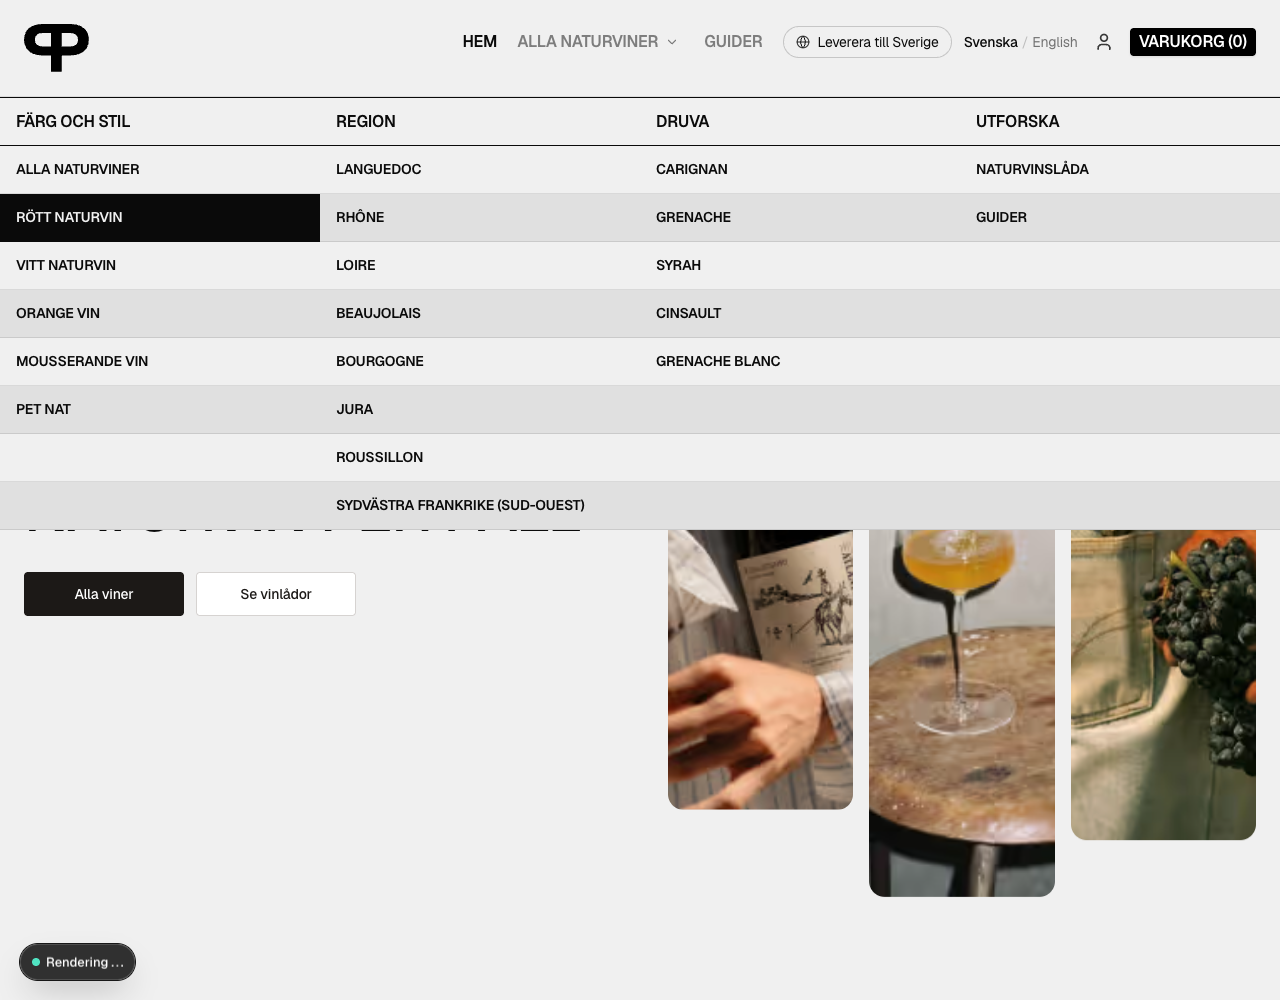 HEM
ALLA NATURVINER
GUIDER
Leverera till Sverige
Svenska / English
VARUKORG (0)
FÄRG OCH STIL
REGION
DRUVA
UTFORSKA
ALLA NATURVINER
LANGUEDOC
CARIGNAN
NATURVINSLÅDA
RÖTT NATURVIN
RHÔNE
GRENACHE
GUIDER
VITT NATURVIN
LOIRE
SYRAH
ORANGE VIN
BEAUJOLAIS
CINSAULT
MOUSSERANDE VIN
BOURGOGNE
GRENACHE BLANC
PET NAT
JURA
ROUSSILLON
SYDVÄSTRA FRANKRIKE (SUD-OUEST)
Alla viner
Se vinlådor
Rendering ...